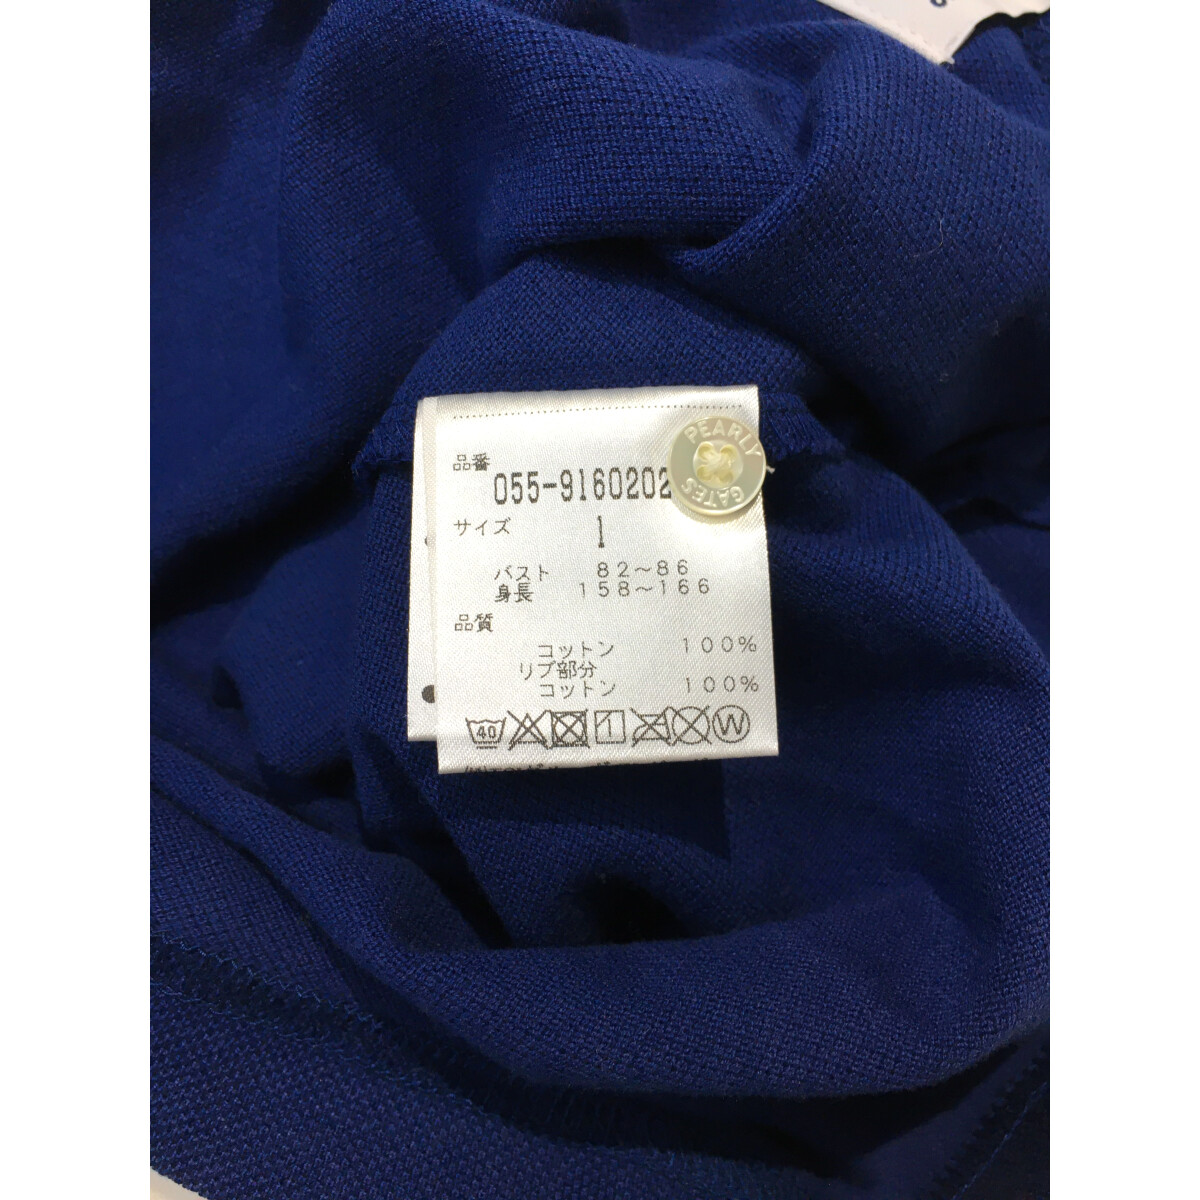 PEARLY
GATES
品番
055-9160202
サイズ 1
バスト 82~86
身長 158~166
品質
コットン 100%
リブ部分
コットン 100%
40 1 W